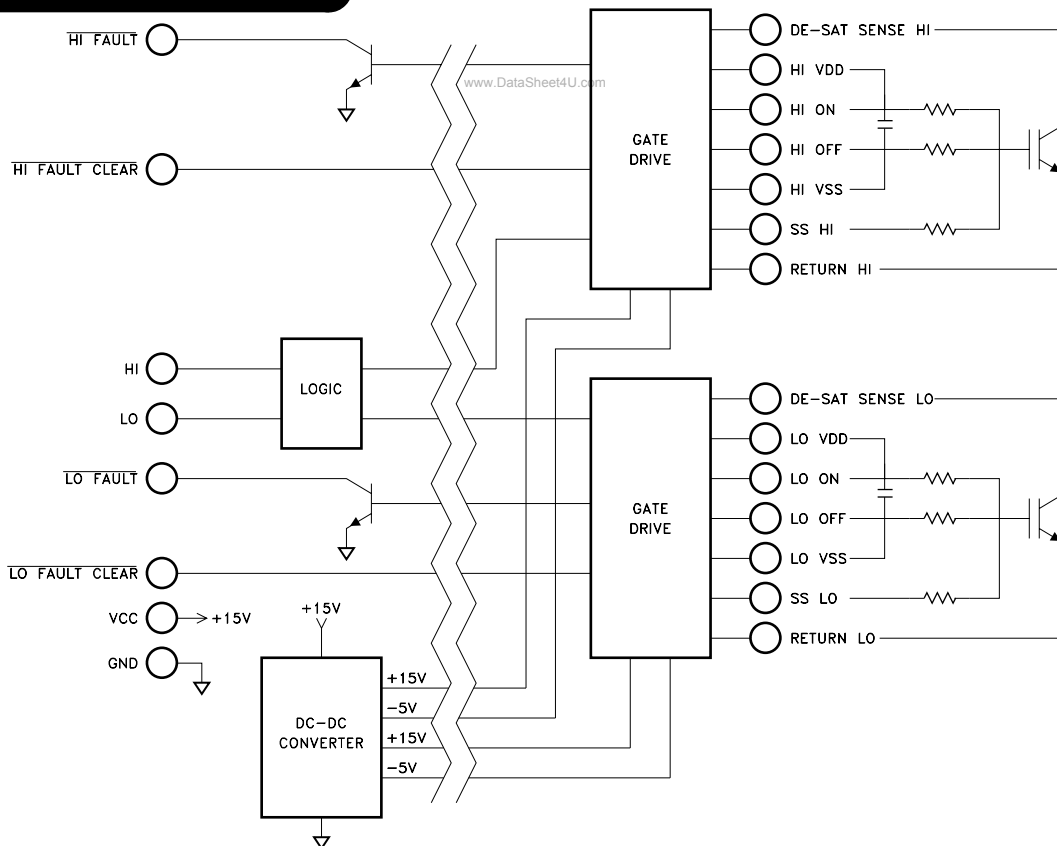 HI FAULT
www.DataSheet4U.com
HI FAULT CLEAR
GATE
DRIVE
DE-SAT SENSE HI
HI VDD
HI ON
HI OFF
HI VSS
SS HI
RETURN HI
HI
LO
LOGIC
LO FAULT
LO FAULT CLEAR
VCC
+15V
GND
+15V
DC-DC
CONVERTER
+15V
-5V
+15V
-5V
GATE
DRIVE
DE-SAT SENSE LO
LO VDD
LO ON
LO OFF
LO VSS
SS LO
RETURN LO